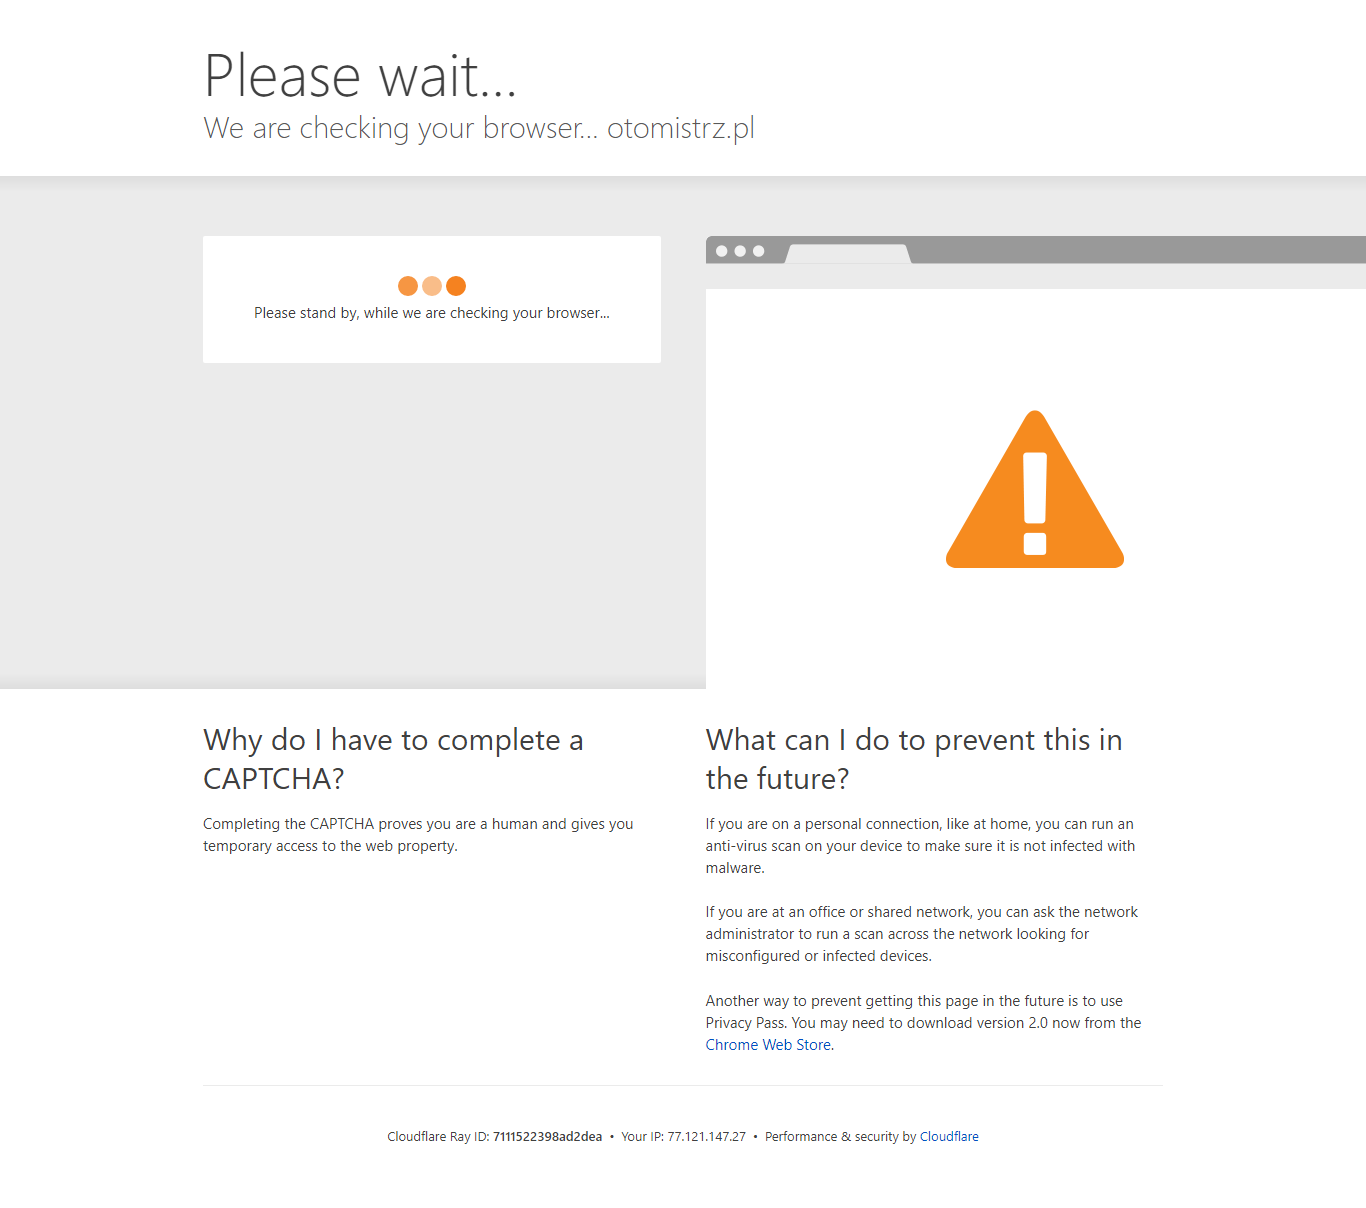 Please wait...
We are checking your browser... otomistrz.pl
Please stand by, while we are checking your browser...
Why do I have to complete a
CAPTCHA?
Completing the CAPTCHA proves you are a human and gives you
temporary access to the web property.
What can I do to prevent this in
the future?
If you are on a personal connection, like at home, you can run an
anti-virus scan on your device to make sure it is not infected with
malware.
If you are at an office or shared network, you can ask the network
administrator to run a scan across the network looking for
misconfigured or infected devices.
Another way to prevent getting this page in the future is to use
Privacy Pass. You may need to download version 2.0 now from the
Chrome Web Store.
Cloudflare Ray ID: 7111522398ad2dea • Your IP: 77.121.147.27 • Performance & security by Cloudflare